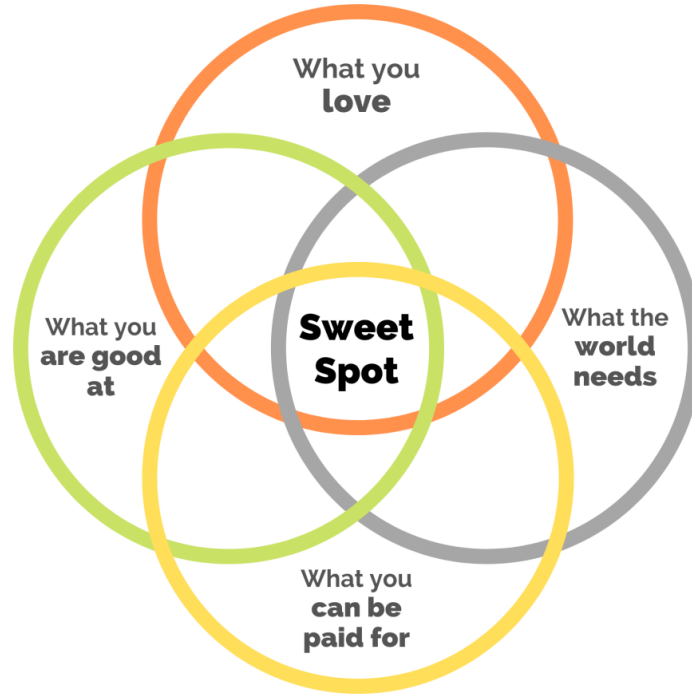 What you
love
What you
are good
at
Sweet
Spot
What the
world
needs
What you
can be
paid for